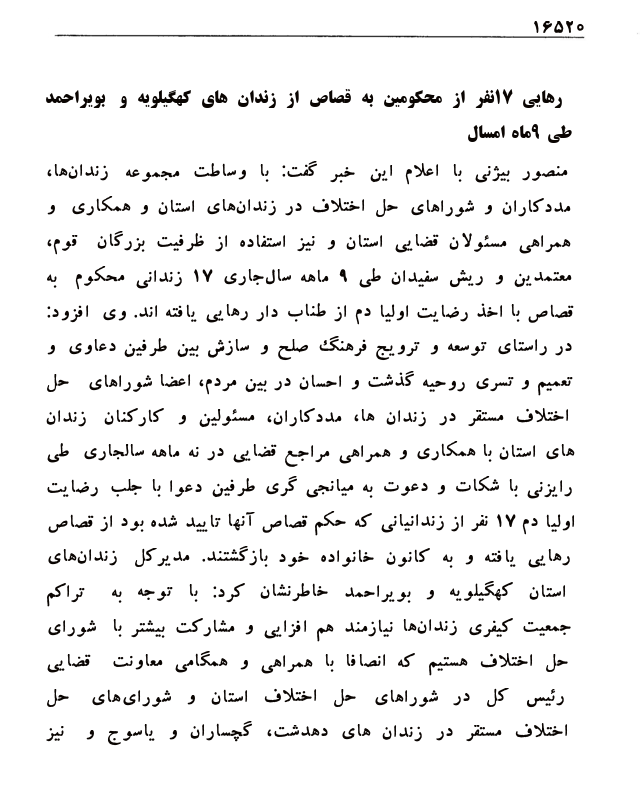 ۱۶۵۲۰
رهایی ۱۷نفر از محکومین به قصاص از زندان های کهگیلویه و بویراحمد
طی ۹ماه امسال
منصور بیژنی با اعلام این خبر گفت: با وساطت مجموعه زندان‌ها،
مددکاران و شوراهای حل اختلاف در زندان‌های استان و همکاری و
همراهی مسئولان قضایی استان و نیز استفاده از ظرفیت بزرگان قوم،
معتمدین و ریش سفیدان طی ۹ ماهه سال‌جاری ۱۷ زندانی محکوم به
قصاص با اخذ رضایت اولیا دم از طناب دار رهایی یافته اند. وی افزود:
در راستای توسعه و ترویج فرهنگ صلح و سازش بین طرفین دعاوی و
تعمیم و تسری روحیه گذشت و احسان در بین مردم، اعضا شوراهای حل
اختلاف مستقر در زندان ها، مددکاران، مسئولین و کارکنان زندان
های استان با همکاری و همراهی مراجع قضایی در نه ماهه سالجاری طی
رایزنی با شکات و دعوت به میانجی گری طرفین دعوا با جلب رضایت
اولیا دم ۱۷ نفر از زندانیانی که حکم قصاص آنها تایید شده بود از قصاص
رهایی یافته و به کانون خانواده خود بازگشتند. مدیرکل زندان‌های
استان کهگیلویه و بویراحمد خاطرنشان کرد: با توجه به تراکم
جمعیت کیفری زندان‌ها نیازمند هم افزایی و مشارکت بیشتر با شورای
حل اختلاف هستیم که انصافا با همراهی و همگامی معاونت قضایی
رئیس کل در شوراهای حل اختلاف استان و شورای‌های حل
اختلاف مستقر در زندان های دهدشت، گچساران و یاسوج و نیز